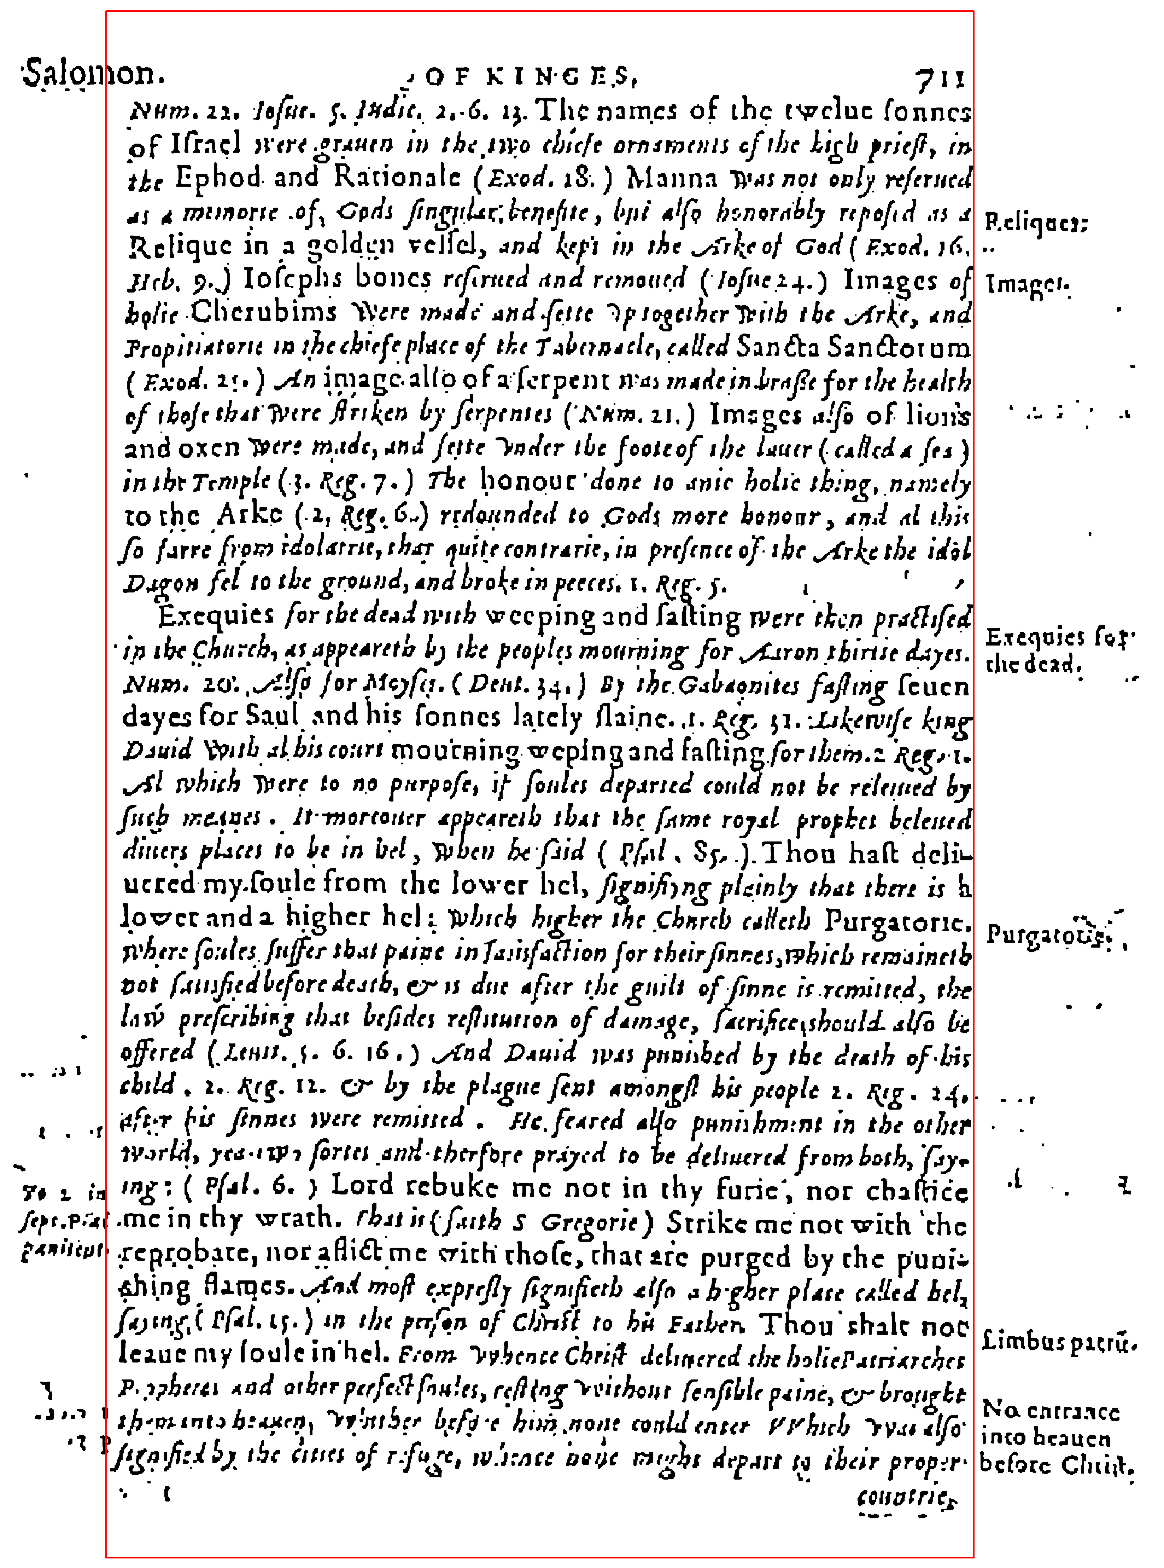 Salomon. OF KINGES. 711
Num. 22. Iosue. 5. Iudic. 2. 6. 13. The names of the twelue sonnes
of Israel were grauen in the two chiefe ornaments of the high priest, in
the Ephod and Rationale (Exod. 28.) Manna was not only reserued
as a memorie of Gods singular benefite, but also honorably reposed as a
Relique in a golden vessel, and kept in the Arke of God (Exod. 16.
Reliques:
Heb. 9.) Iosephs bones reserued and remoued (Iosue 24.) Images of
Images.
holie Cherubims were made and sette vp together with the Arke, and
Propitiatorie in the chiefe place of the Tabernacle, called Sancta Sanctorum
(Exod. 25.) An image also of a serpent was made in brasse for the health
of those that were striken by serpentes (Num. 21.) Images also of lions
and oxen were made, and sette vnder the foote of the lauer (called a sea)
in the Temple (3. Reg. 7.) The honour done to anie holie thing, namely
to the Arke (2. Reg. 6.) redounded to Gods more honour, and al this
so farre from idolatrie, that quite contrarie, in presence of the Arke the idol
Dagon fel to the ground, and broke in peeces. 1. Reg. 5.
Exequies for the dead with weeping and fasting were then practised
Exequies for
in the Church, as appeareth by the peoples mourning for Aaron thirtie dayes.
the dead.
Num. 20. Also for Moyses. (Deut. 34.) By the Gabaonites fasting seuen
dayes for Saul and his sonnes lately slaine. 1. Reg. 31. Likewise king
Dauid with al his court mourning weping and fasting for them. 2 Reg. 1.
Al which were to no purpose, if soules departed could not be releiued by
such meanes. It moreouer appeareth that the same royal prophet beleued
diuers places to be in hel, when he said (Psal. 85.) Thou hast deli-
uered my soule from the lower hel, signifiyng plainly that there is a
lower and a higher hel: which higher the Church calleth Purgatorie.
Purgatorie.
where soules suffer that paine in satisfaction for their sinnes, which remaineth
not satisfied before death, & is due after the guilt of sinne is remitted, the
law prescribing that besides restitution of damage, sacrifice should also be
offered (Leuit. 5. 6. 16.) And Dauid was punished by the death of his
child. 2. Reg. 12. & by the plague sent amongst his people 2. Reg. 24.
after his sinnes were remitted. He feared also punishment in the other
world, yea two sortes and therfore prayed to be deliuered from both, say-
ing: (Psal. 6.) Lord rebuke me not in thy furie, nor chastice
me in thy wrath. That is (saith S Gregorie) Strike me not with the
reprobate, nor aflict me with those, that are purged by the puni-
shing flames. And most expresly signifieth also a higher place called hel,
saying (Psal. 15.) in the person of Christ to his Father. Thou shalt not
Limbus patrū.
leaue my soule in hel. From whence Christ deliuered the holie Patriarches
Prophetes and other perfect soules, resting without sensible paine, & brought
them into heauen, whither before him none could enter Which was also
No entrance
into heauen
signified by the cities of refuge, whence none might depart to their proper
before Christ.
countrie,